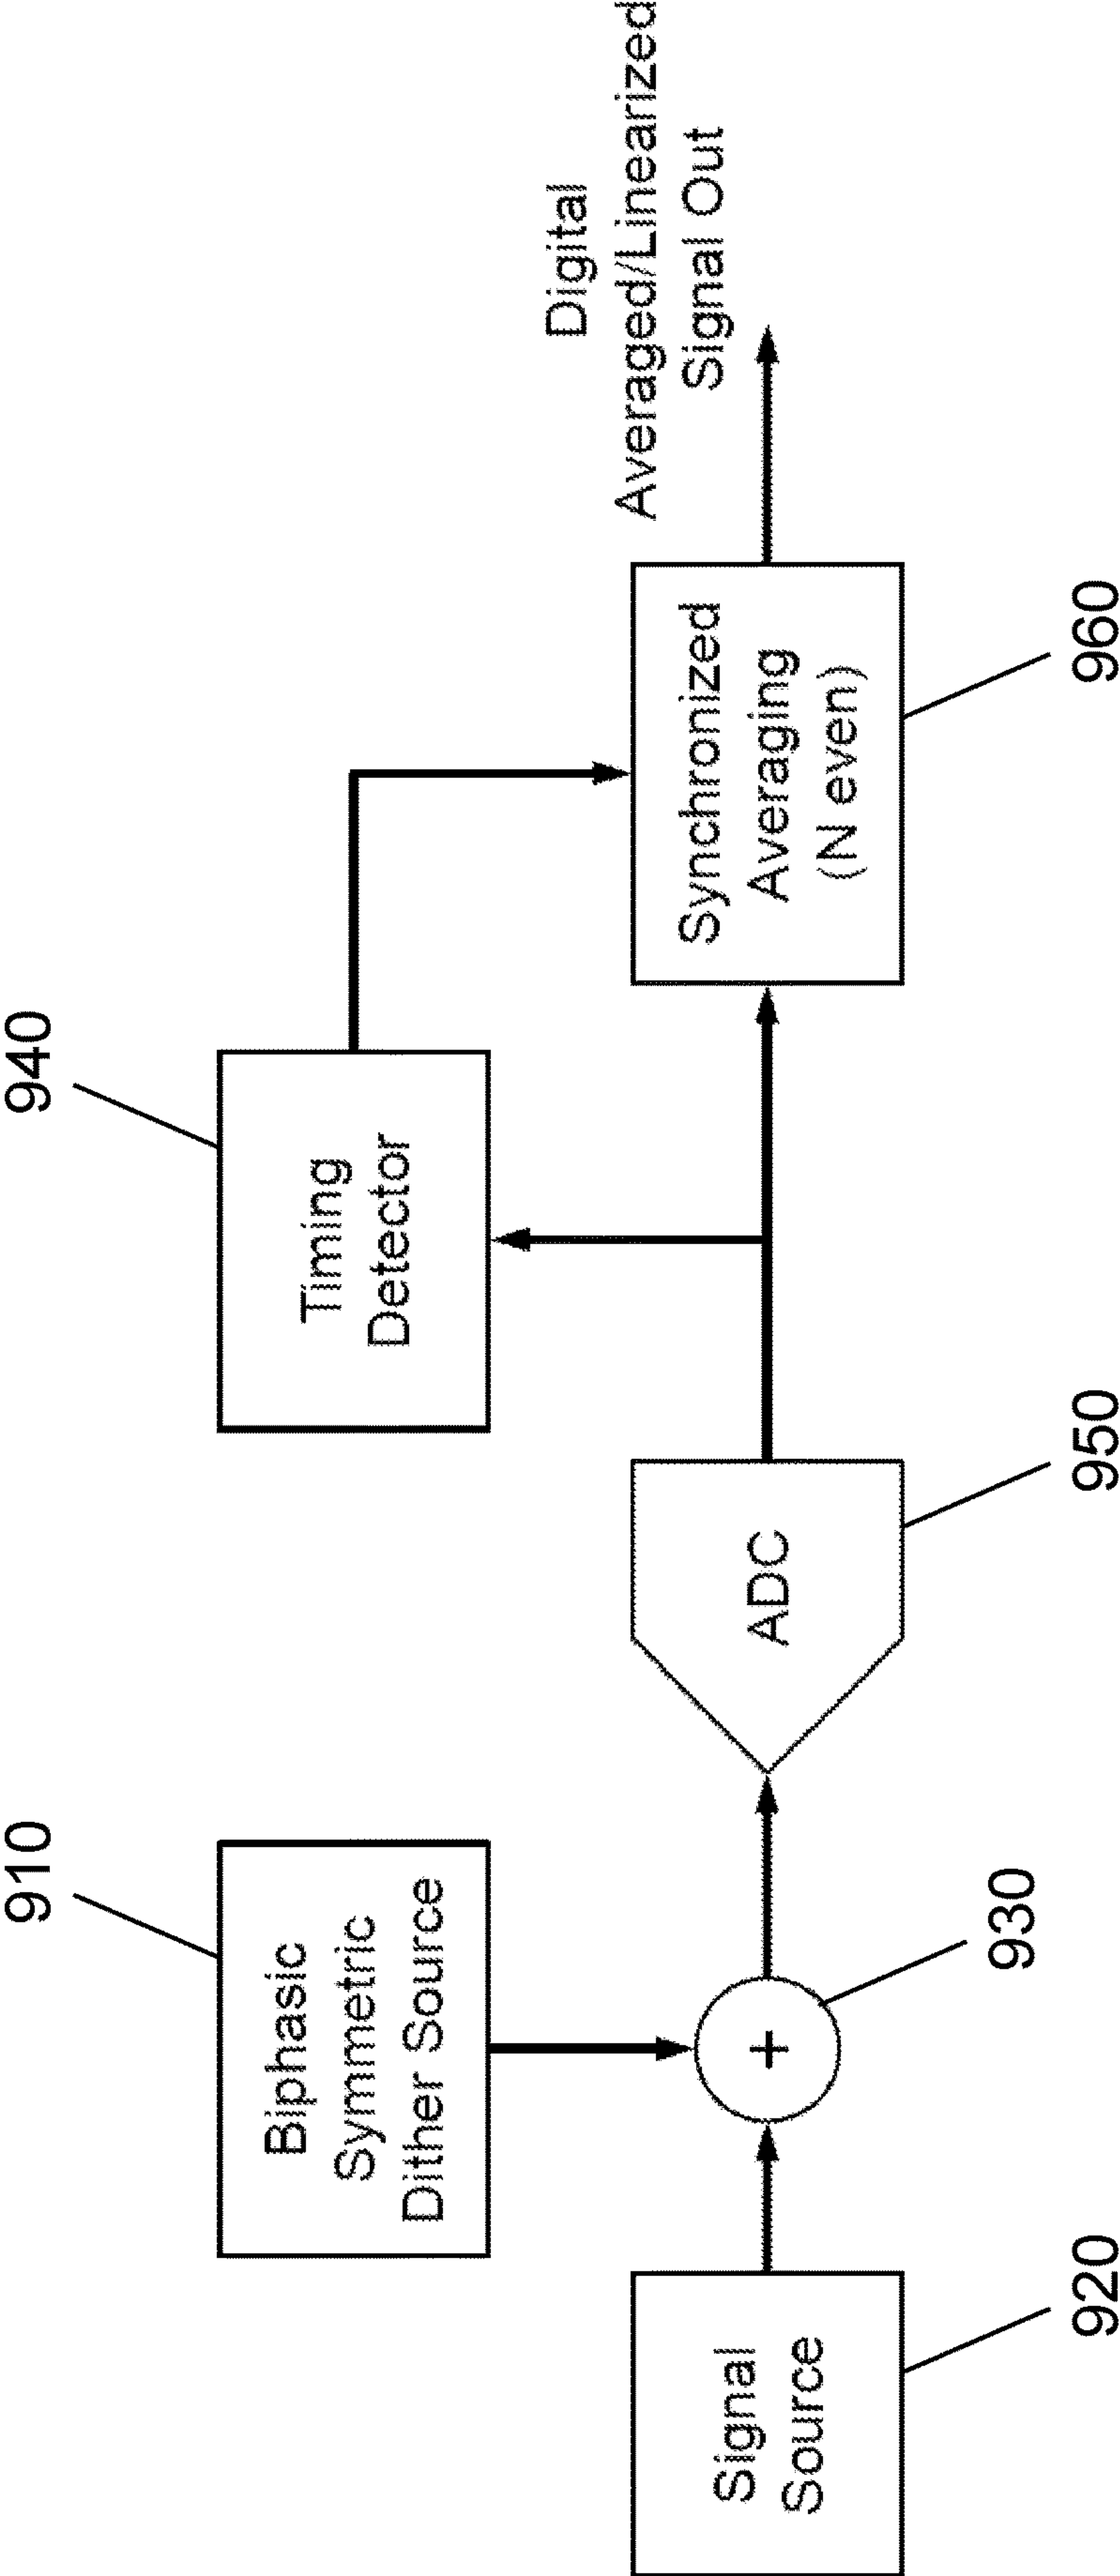 910
Biphasic
Symmetric
Dither Source
940
Timing
Detector
Digital
Averaged/Linearized
Signal Out
920
Signal
Source
930
+
950
ADC
960
Synchronized
Averaging
(N even)